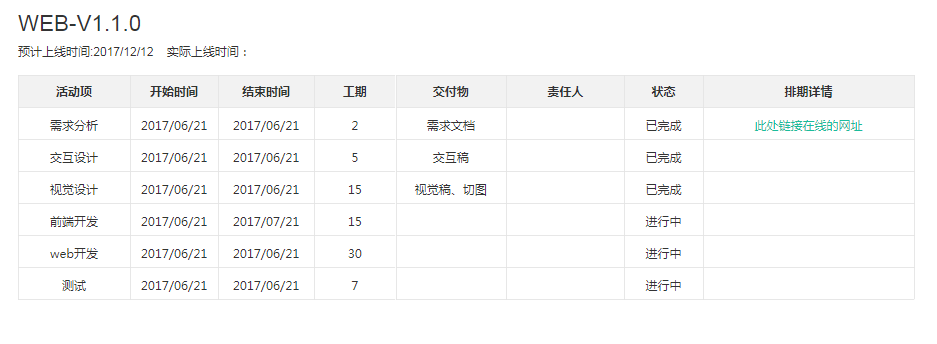 WEB-V1.1.0
预计上线时间:2017/12/12 实际上线时间：
活动项 开始时间 结束时间 工期 交付物 责任人 状态 排期详情
需求分析 2017/06/21 2017/06/21 2 需求文档 已完成 此处链接在线的网址
交互设计 2017/06/21 2017/06/21 5 交互稿 已完成
视觉设计 2017/06/21 2017/06/21 15 视觉稿、切图 已完成
前端开发 2017/06/21 2017/07/21 15 进行中
web开发 2017/06/21 2017/06/21 30 进行中
测试 2017/06/21 2017/06/21 7 进行中